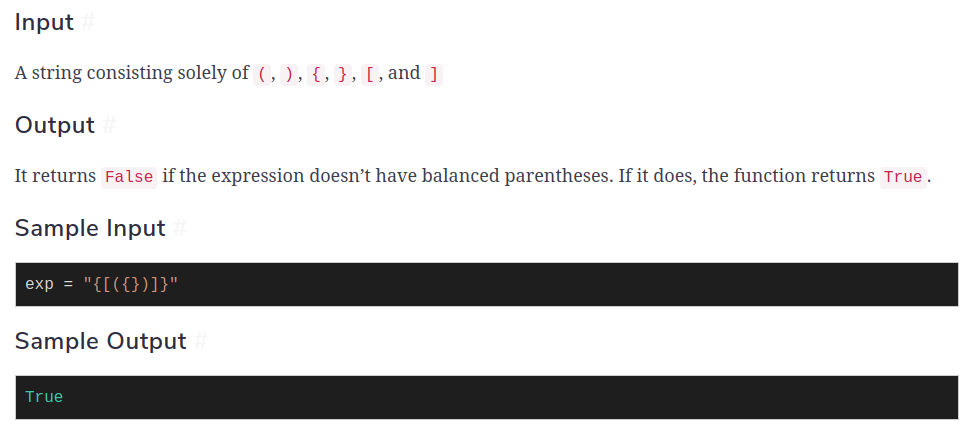 Input #
A string consisting solely of (, ), {, }, [, and ]
Output #
It returns False if the expression doesn’t have balanced parentheses. If it does, the function returns True.
Sample Input #
exp = "{[({})]}"
Sample Output #
True